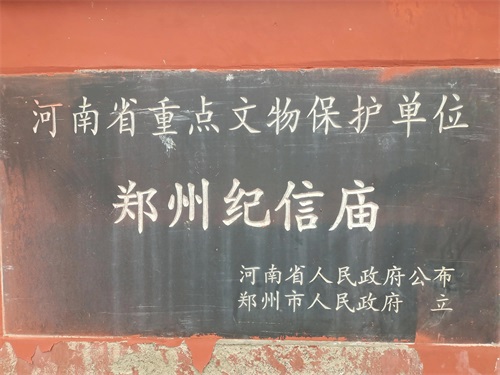 河南省重点文物保护单位
郑州纪信庙
河南省人民政府公布
郑州市人民政府 立